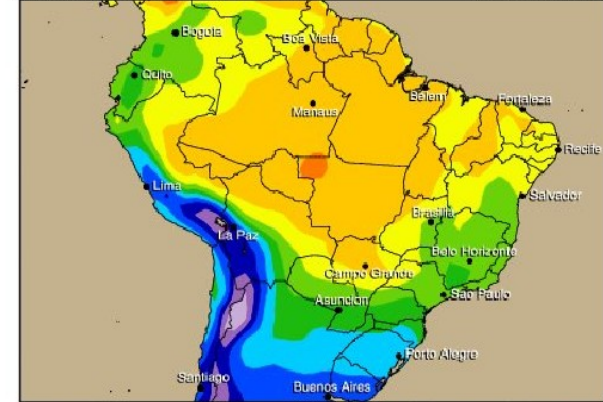 Bogota
Boa Vista
Quito
Manaus
Belem
Fortaleza
Recife
Lima
Salvador
La Paz
Brasilia
Belo Horizonte
Campo Grande
Asuncion
Sao Paulo
Porto Alegre
Santiago
Buenos Aires